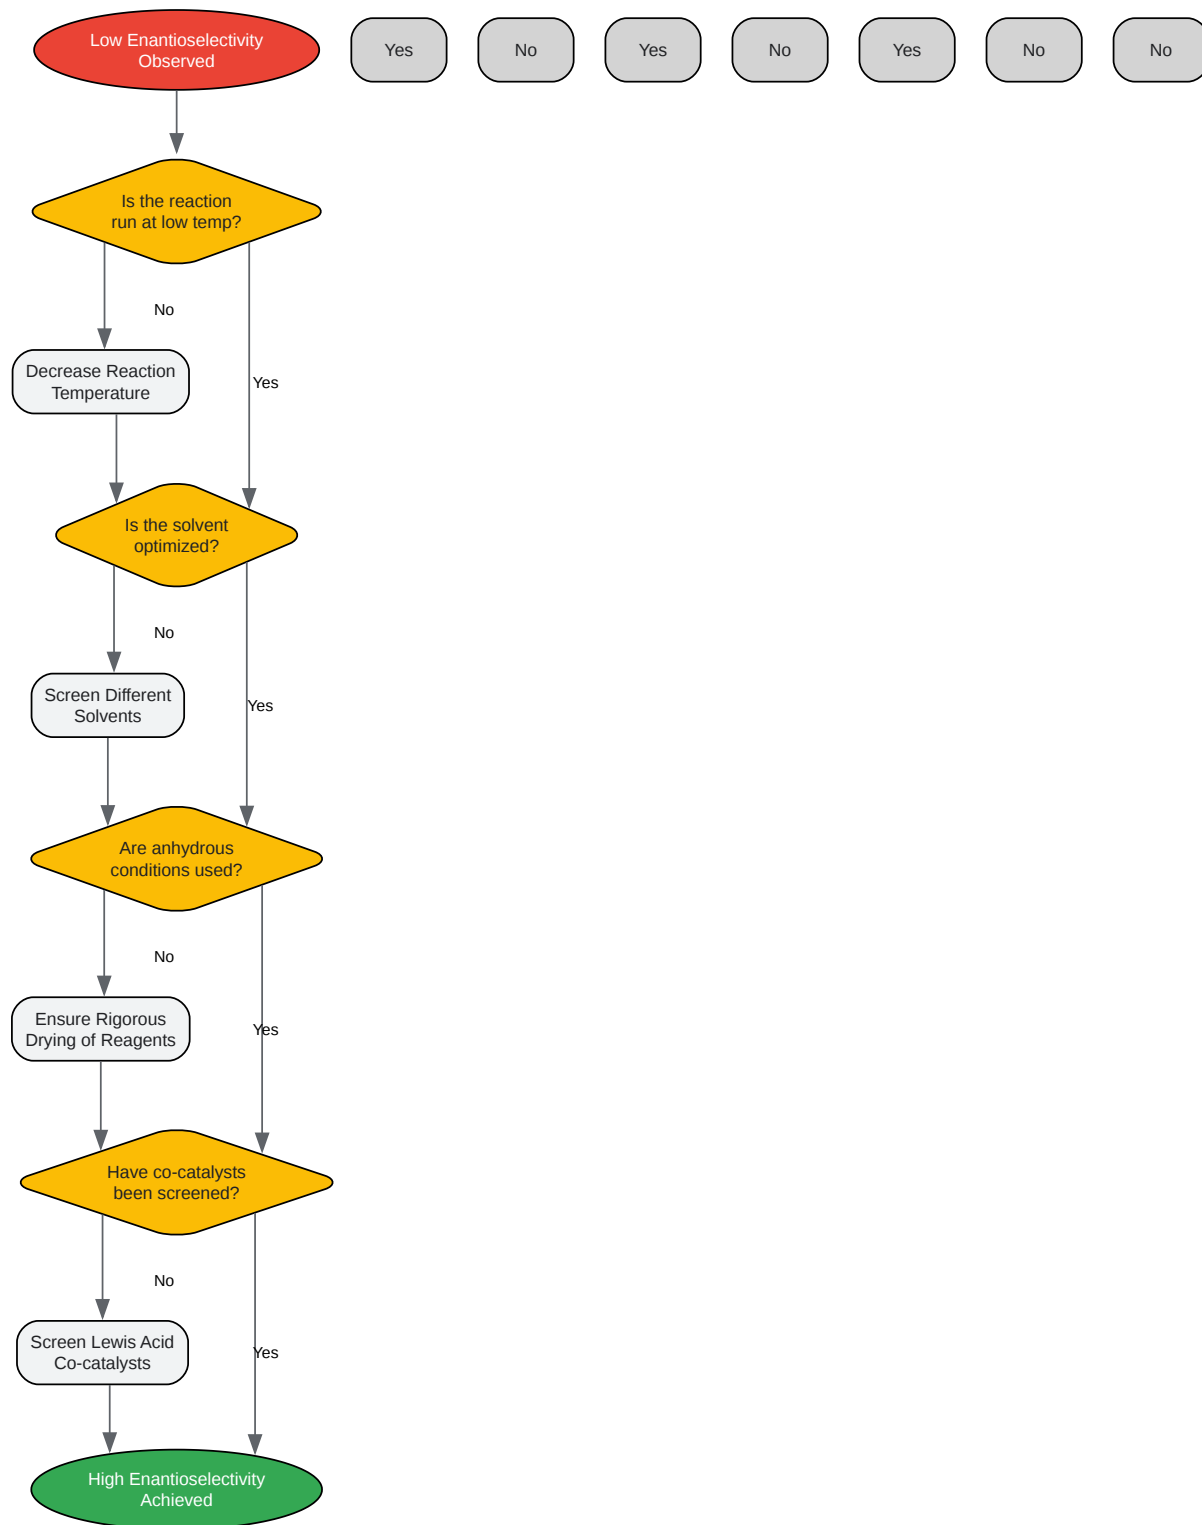 Low Enantioselectivity
Observed
Yes
No
Yes
No
Yes
No
No
Is the reaction
run at low temp?
No
Decrease Reaction
Temperature
Yes
Is the solvent
optimized?
No
Screen Different
Solvents
Yes
Are anhydrous
conditions used?
No
Ensure Rigorous
Drying of Reagents
Yes
Have co-catalysts
been screened?
No
Screen Lewis Acid
Co-catalysts
Yes
High Enantioselectivity
Achieved